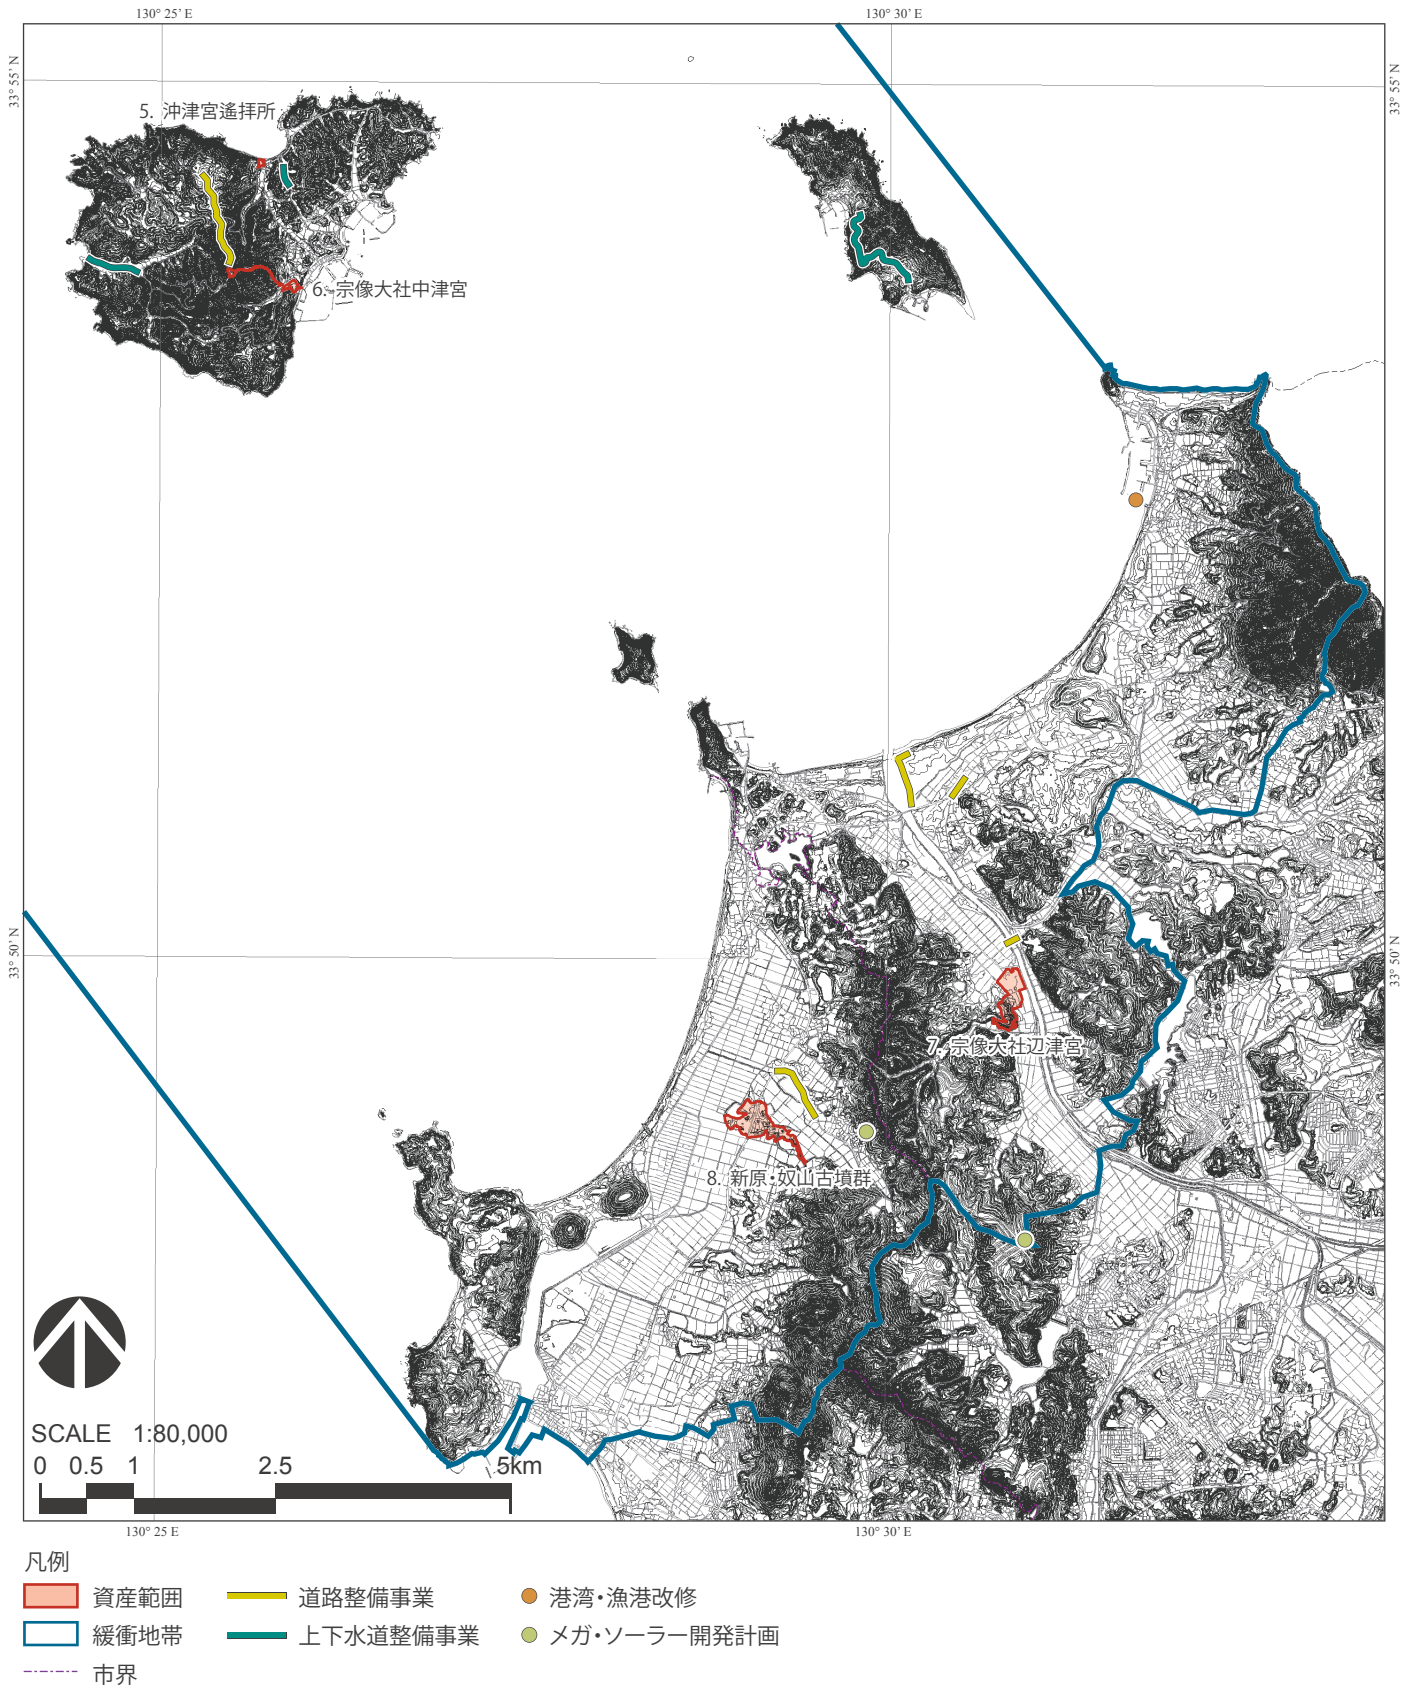 130° 25’ E
130° 30’ E
33° 55’ N
33° 55’ N
5. 沖津宮遙拝所
6. 宗像大社中津宮
33° 50’ N
33° 50’ N
7. 宗像大社辺津宮
8. 新原・奴山古墳群
SCALE 1:80,000
0 0.5 1 2.5 5km
130° 25 E
130° 30’ E
凡例
資産範囲
道路整備事業
港湾・漁港改修
緩衝地帯
上下水道整備事業
メガ・ソーラー開発計画
市界